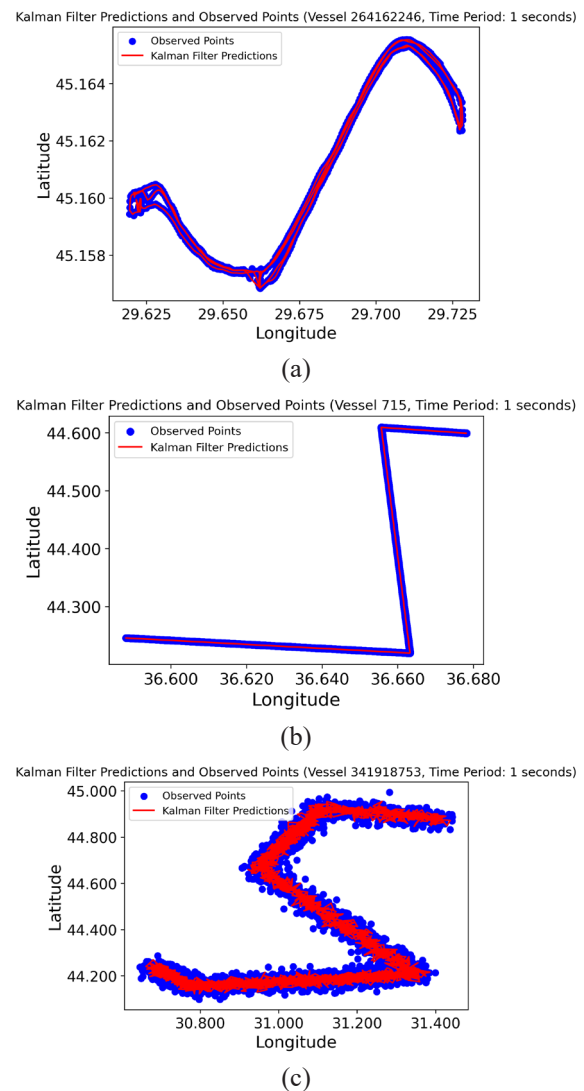 Kalman Filter Predictions and Observed Points (Vessel 264162246, Time Period: 1 seconds)
Observed Points
Kalman Filter Predictions
45.164
45.162
45.160
45.158
Latitude
29.625 29.650 29.675 29.700 29.725
Longitude
(a)
Kalman Filter Predictions and Observed Points (Vessel 715, Time Period: 1 seconds)
44.600
Observed Points
Kalman Filter Predictions
44.500
44.400
44.300
Latitude
36.600 36.620 36.640 36.660 36.680
Longitude
(b)
Kalman Filter Predictions and Observed Points (Vessel 341918753, Time Period: 1 seconds)
45.000
Observed Points
Kalman Filter Predictions
44.800
44.600
44.400
44.200
Latitude
30.800 31.000 31.200 31.400
Longitude
(c)